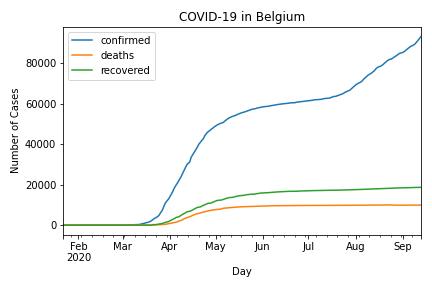 COVID-19 in Belgium
confirmed
deaths
recovered
Number of Cases
80000
60000
40000
20000
0
Feb Mar Apr May Jun Jul Aug Sep
2020
Day